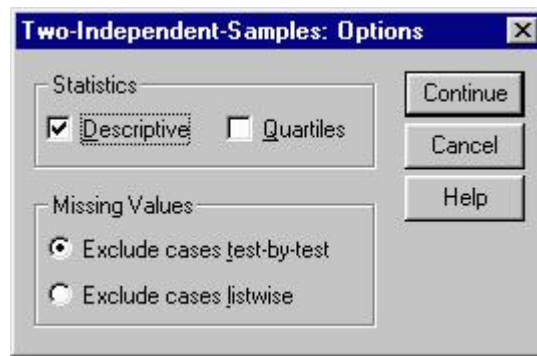 Two-Independent-Samples: Options
Statistics
Descriptive
Quartiles
Missing Values
Exclude cases test-by-test
Exclude cases listwise
Continue
Cancel
Help